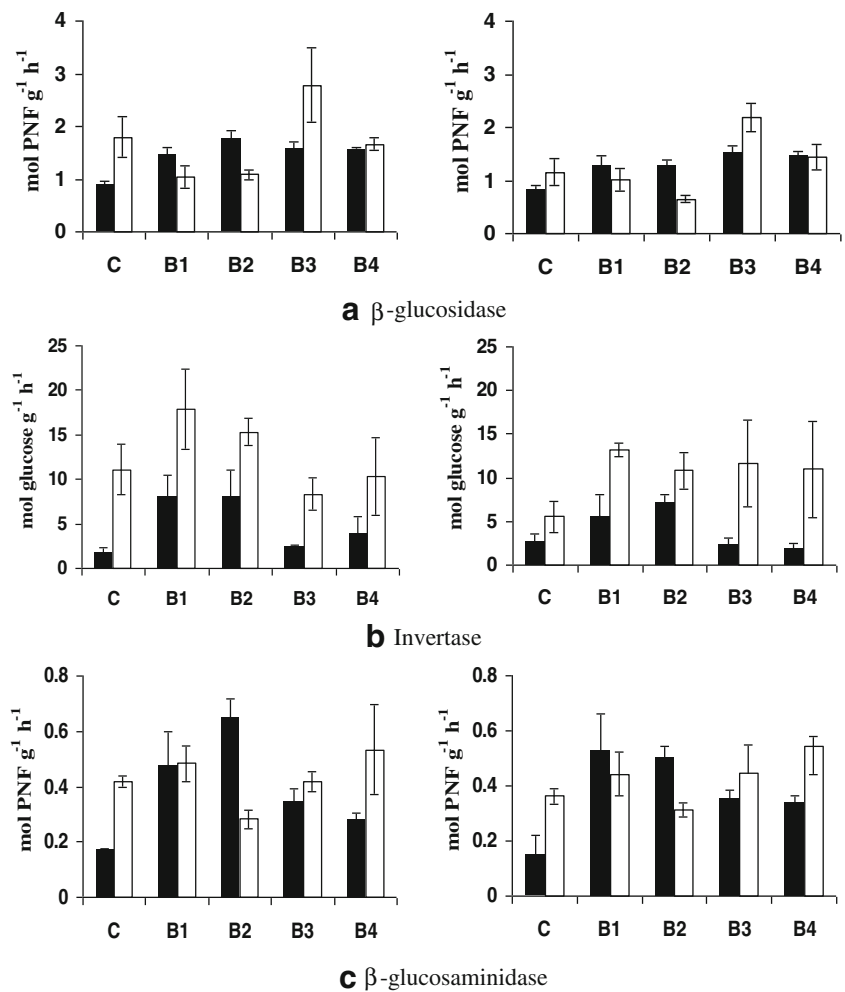 4 4
3 3
2 2
1 1
0 0
mol PNF g⁻¹ h⁻¹ mol PNF g⁻¹ h⁻¹
C B1 B2 B3 B4 C B1 B2 B3 B4
a β-glucosidase
25 25
20 20
15 15
10 10
5 5
0 0
mol glucose g⁻¹ h⁻¹ mol glucose g⁻¹ h⁻¹
C B1 B2 B3 B4 C B1 B2 B3 B4
b Invertase
0.8 0.8
0.6 0.6
0.4 0.4
0.2 0.2
0 0
mol PNF g⁻¹ h⁻¹ mol PNF g⁻¹ h⁻¹
C B1 B2 B3 B4 C B1 B2 B3 B4
c β-glucosaminidase